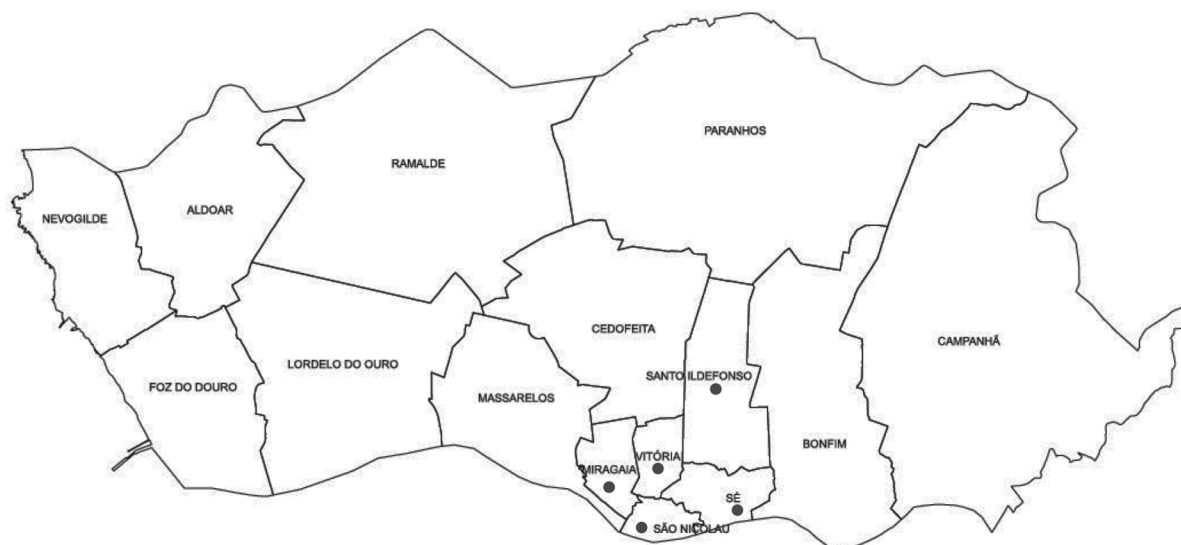 PARANHOS
RAMALDE
ALDOAR
NEVOGILDE
CEDOFEITA
CAMPANHÃ
LORDELO DO OURO
SANTO ILDEFONSO
FOZ DO DOURO
MASSARELOS
BONFIM
VITÓRIA
MIRAGAIA
SÉ
SÃO NICOLAU